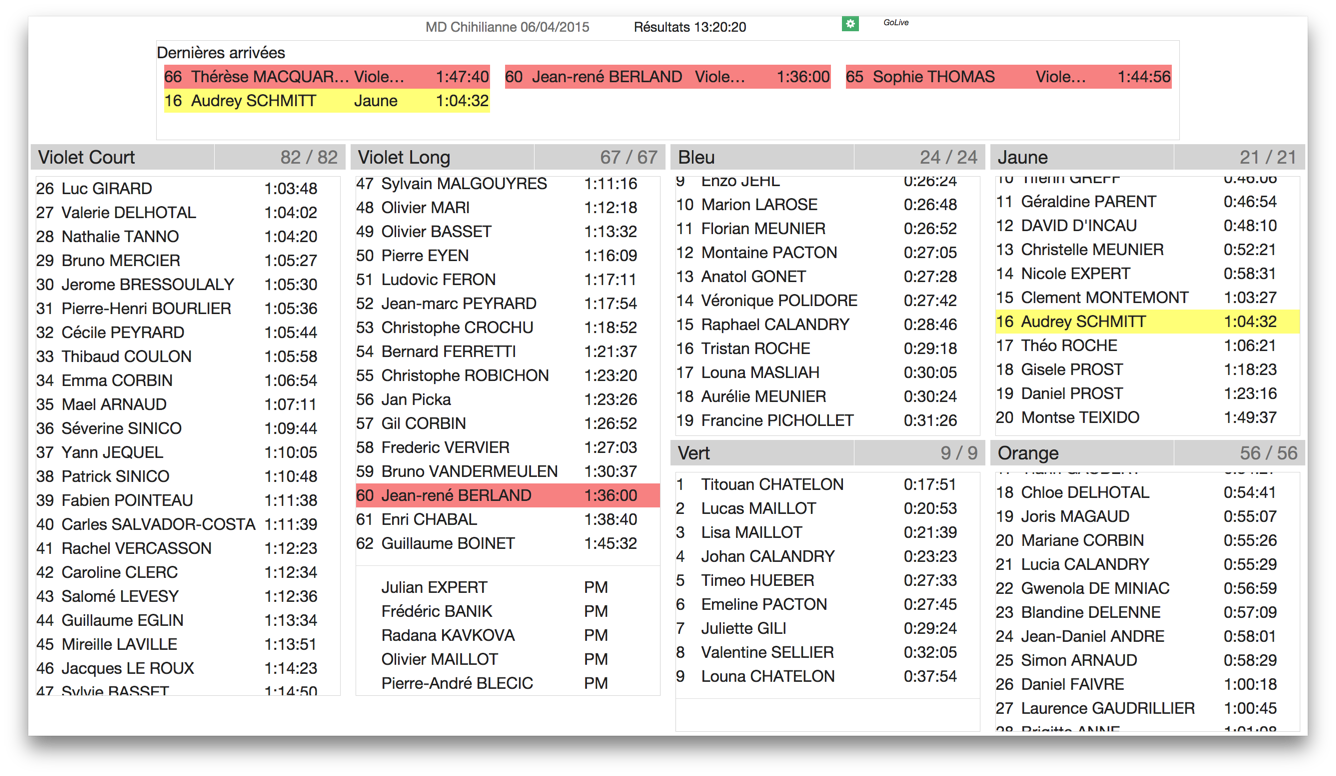 MD Chihilianne 06/04/2015 Résultats 13:20:20 GoLive
Dernières arrivées
66 Thérèse MACQUAR... Viole... 1:47:40
60 Jean-rené BERLAND Viole... 1:36:00
65 Sophie THOMAS Viole... 1:44:56
16 Audrey SCHMITT Jaune 1:04:32
Violet Court 82 / 82
26 Luc GIRARD 1:03:48
27 Valerie DELHOTAL 1:04:02
28 Nathalie TANNO 1:04:20
29 Bruno MERCIER 1:05:27
30 Jerome BRESSOULALY 1:05:30
31 Pierre-Henri BOURLIER 1:05:36
32 Cécile PEYRARD 1:05:44
33 Thibaud COULON 1:05:58
34 Emma CORBIN 1:06:54
35 Mael ARNAUD 1:07:11
36 Séverine SINICO 1:09:44
37 Yann JEQUEL 1:10:05
38 Patrick SINICO 1:10:48
39 Fabien POINTEAU 1:11:38
40 Carles SALVADOR-COSTA 1:11:39
41 Rachel VERCASSON 1:12:23
42 Caroline CLERC 1:12:34
43 Salomé LEVESY 1:12:36
44 Guillaume EGLIN 1:13:34
45 Mireille LAVILLE 1:13:51
46 Jacques LE ROUX 1:14:23
47 Sylvie BASSET 1:14:50
Violet Long 67 / 67
47 Sylvain MALGOUYRES 1:11:16
48 Olivier MARI 1:12:18
49 Olivier BASSET 1:13:32
50 Pierre EYEN 1:16:09
51 Ludovic FERON 1:17:11
52 Jean-marc PEYRARD 1:17:54
53 Christophe CROCHU 1:18:52
54 Bernard FERRETTI 1:21:37
55 Christophe ROBICHON 1:23:20
56 Jan Picka 1:23:26
57 Gil CORBIN 1:26:52
58 Frederic VERVIER 1:27:03
59 Bruno VANDERMEULEN 1:30:37
60 Jean-rené BERLAND 1:36:00
61 Enri CHABAL 1:38:40
62 Guillaume BOINET 1:45:32
Julian EXPERT PM
Frédéric BANIK PM
Radana KAVKOVA PM
Olivier MAILLOT PM
Pierre-André BLECIC PM
Bleu 24 / 24
9 Enzo JEHL 0:26:24
10 Marion LAROSE 0:26:48
11 Florian MEUNIER 0:26:52
12 Montaine PACTON 0:27:05
13 Anatol GONET 0:27:28
14 Véronique POLIDORE 0:27:42
15 Raphael CALANDRY 0:28:46
16 Tristan ROCHE 0:29:18
17 Louna MASLIAH 0:30:05
18 Aurélie MEUNIER 0:30:24
19 Francine PICHOLLET 0:31:26
Vert 9 / 9
1 Titouan CHATELON 0:17:51
2 Lucas MAILLOT 0:20:53
3 Lisa MAILLOT 0:21:39
4 Johan CALANDRY 0:23:23
5 Timeo HUEBER 0:27:33
6 Emeline PACTON 0:27:45
7 Juliette GILI 0:29:24
8 Valentine SELLIER 0:32:05
9 Louna CHATELON 0:37:54
Jaune 21 / 21
10 GREFF 0:46:06
11 Géraldine PARENT 0:46:54
12 DAVID D'INCAU 0:48:10
13 Christelle MEUNIER 0:52:21
14 Nicole EXPERT 0:58:31
15 Clement MONTEMONT 1:03:27
16 Audrey SCHMITT 1:04:32
17 Théo ROCHE 1:06:21
18 Gisele PROST 1:18:23
19 Daniel PROST 1:23:16
20 Montse TEIXIDO 1:49:37
Orange 56 / 56
18 Chloe DELHOTAL 0:54:41
19 Joris MAGAUD 0:55:07
20 Mariane CORBIN 0:55:26
21 Lucia CALANDRY 0:55:29
22 Gwenola DE MINIAC 0:56:59
23 Blandine DELENNE 0:57:09
24 Jean-Daniel ANDRE 0:58:01
25 Simon ARNAUD 0:58:29
26 Daniel FAIVRE 1:00:18
27 Laurence GAUDRILLIER 1:00:45
28 Brigitte ANNE